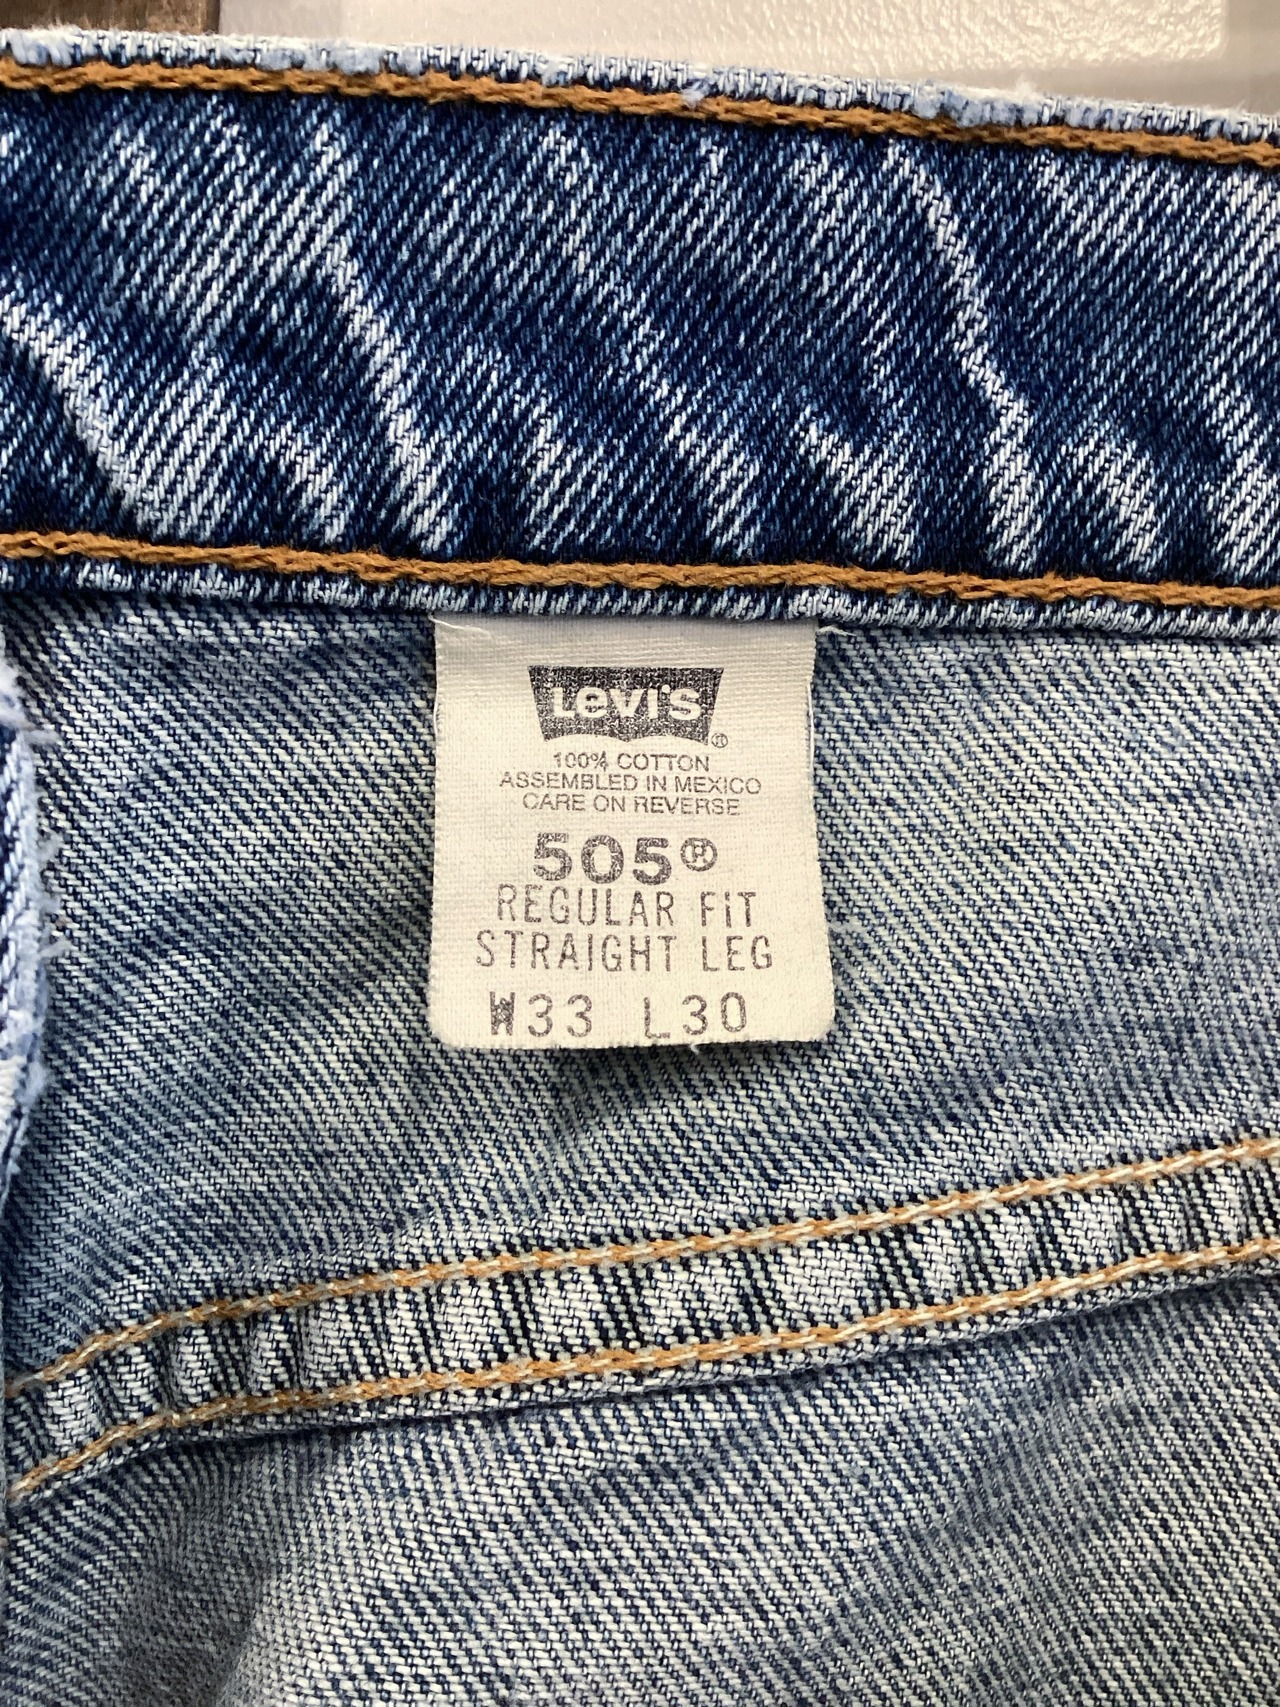 Levi's®
100% COTTON
ASSEMBLED IN MEXICO
CARE ON REVERSE
505®
REGULAR FIT
STRAIGHT LEG
W33 L30